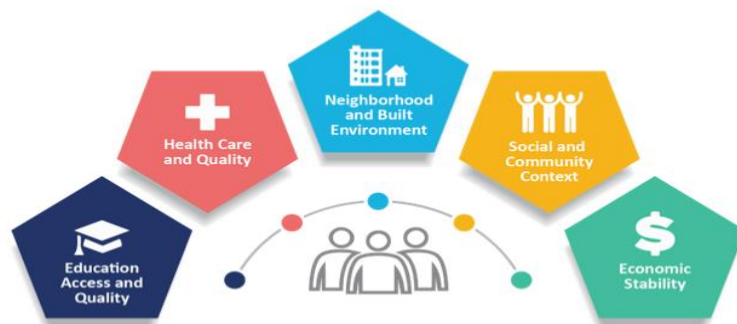 Education
Access and
Quality
Health Care
and Quality
Neighborhood
and Built
Environment
Social and
Community
Context
$
Economic
Stability